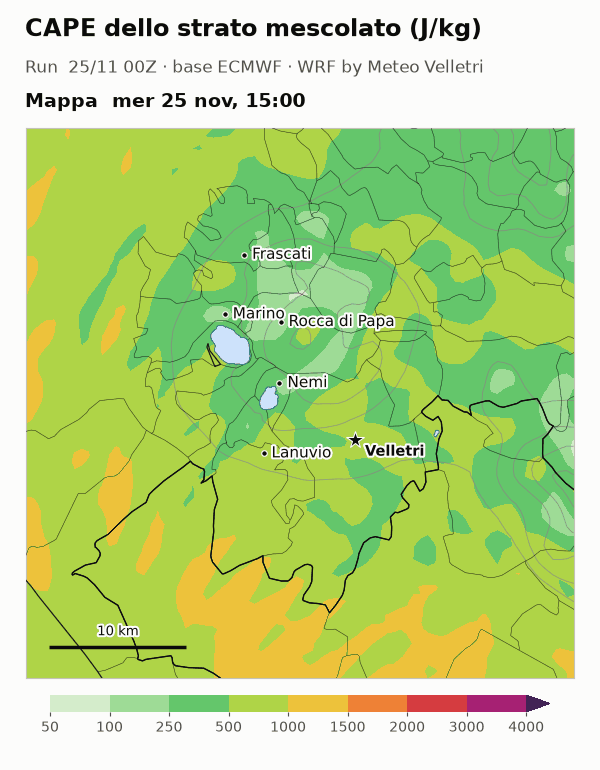 CAPE dello strato mescolato (J/kg)
Run  25/11 00Z · base ECMWF · WRF by Meteo Velletri
Mappa  mer 25 nov, 15:00
Frascati
Marino
Rocca di Papa
Nemi
Velletri
Lanuvio
10 km
50 100 250 500 1000 1500 2000 3000 4000